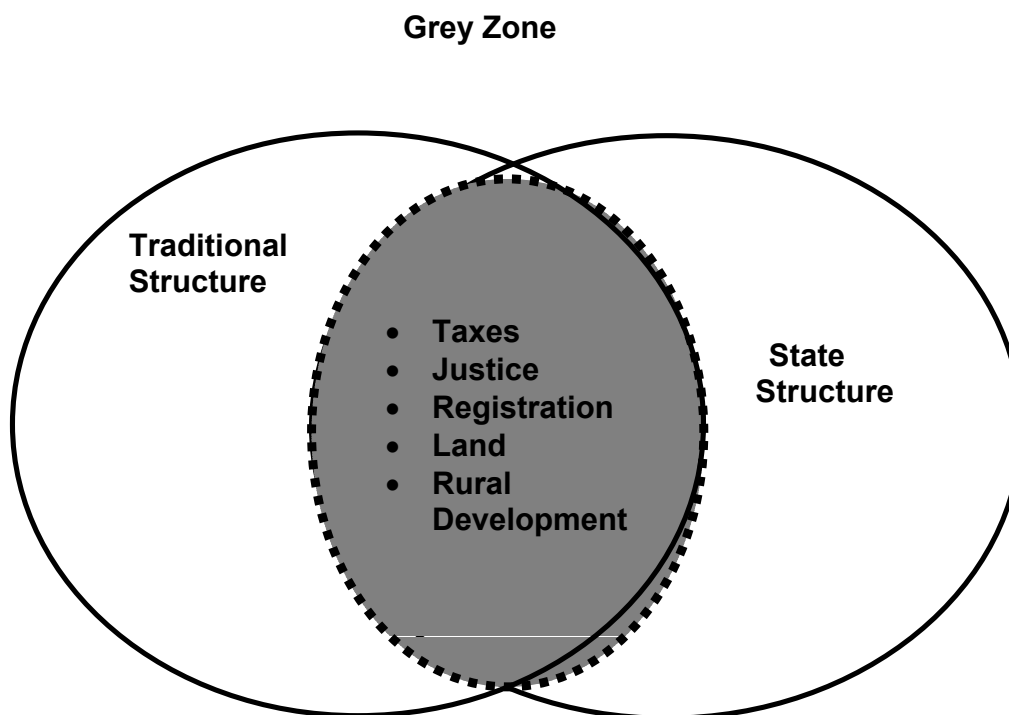 Grey Zone
Traditional
Structure
• Taxes
• Justice
• Registration
• Land
• Rural
Development
State
Structure